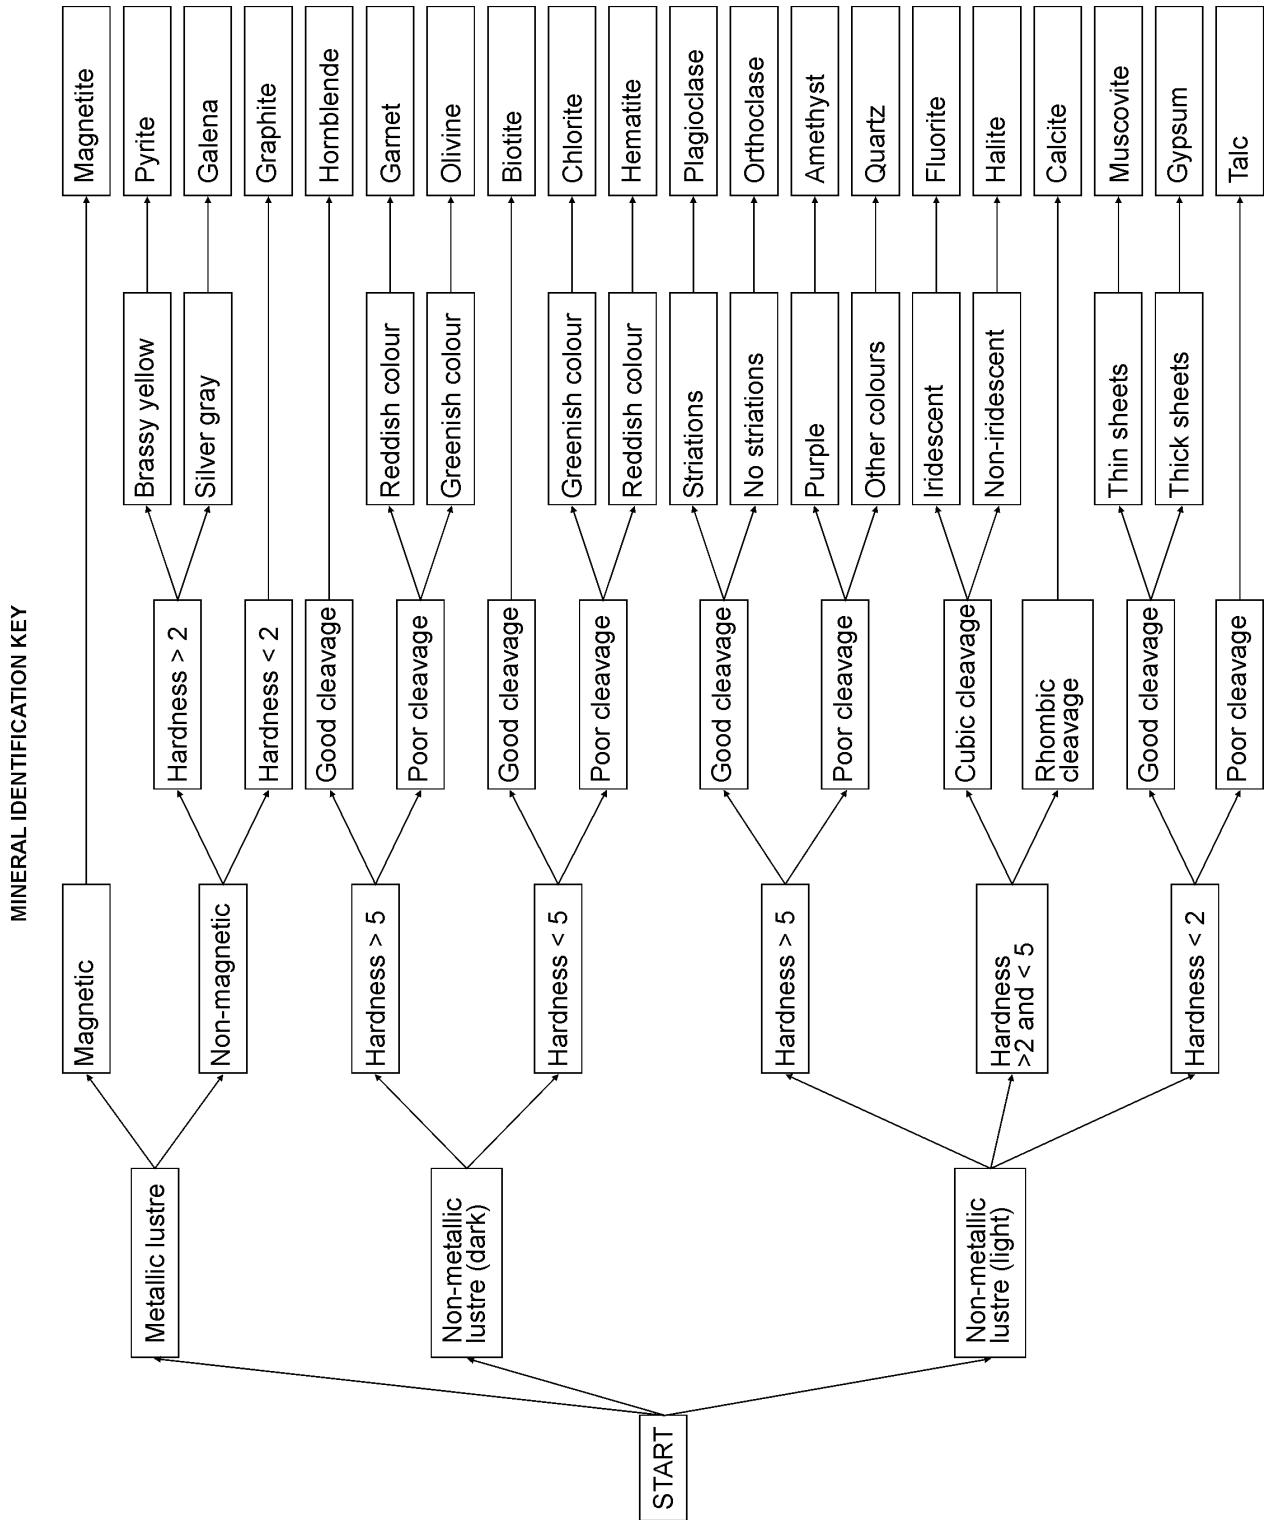 MINERAL IDENTIFICATION KEY
START
Metallic lustre
Non-metallic
lustre (dark)
Non-metallic
lustre (light)
Magnetic
Non-magnetic
Hardness > 5
Hardness < 5
Hardness > 5
Hardness
>2 and < 5
Hardness < 2
Hardness > 2
Hardness < 2
Good cleavage
Poor cleavage
Good cleavage
Poor cleavage
Good cleavage
Poor cleavage
Cubic cleavage
Rhombic
cleavage
Good cleavage
Poor cleavage
Brassy yellow
Silver gray
Reddish colour
Greenish colour
Greenish colour
Reddish colour
Striations
No striations
Purple
Other colours
Iridescent
Non-iridescent
Thin sheets
Thick sheets
Magnetite
Pyrite
Galena
Graphite
Hornblende
Garnet
Olivine
Biotite
Chlorite
Hematite
Plagioclase
Orthoclase
Amethyst
Quartz
Fluorite
Halite
Calcite
Muscovite
Gypsum
Talc